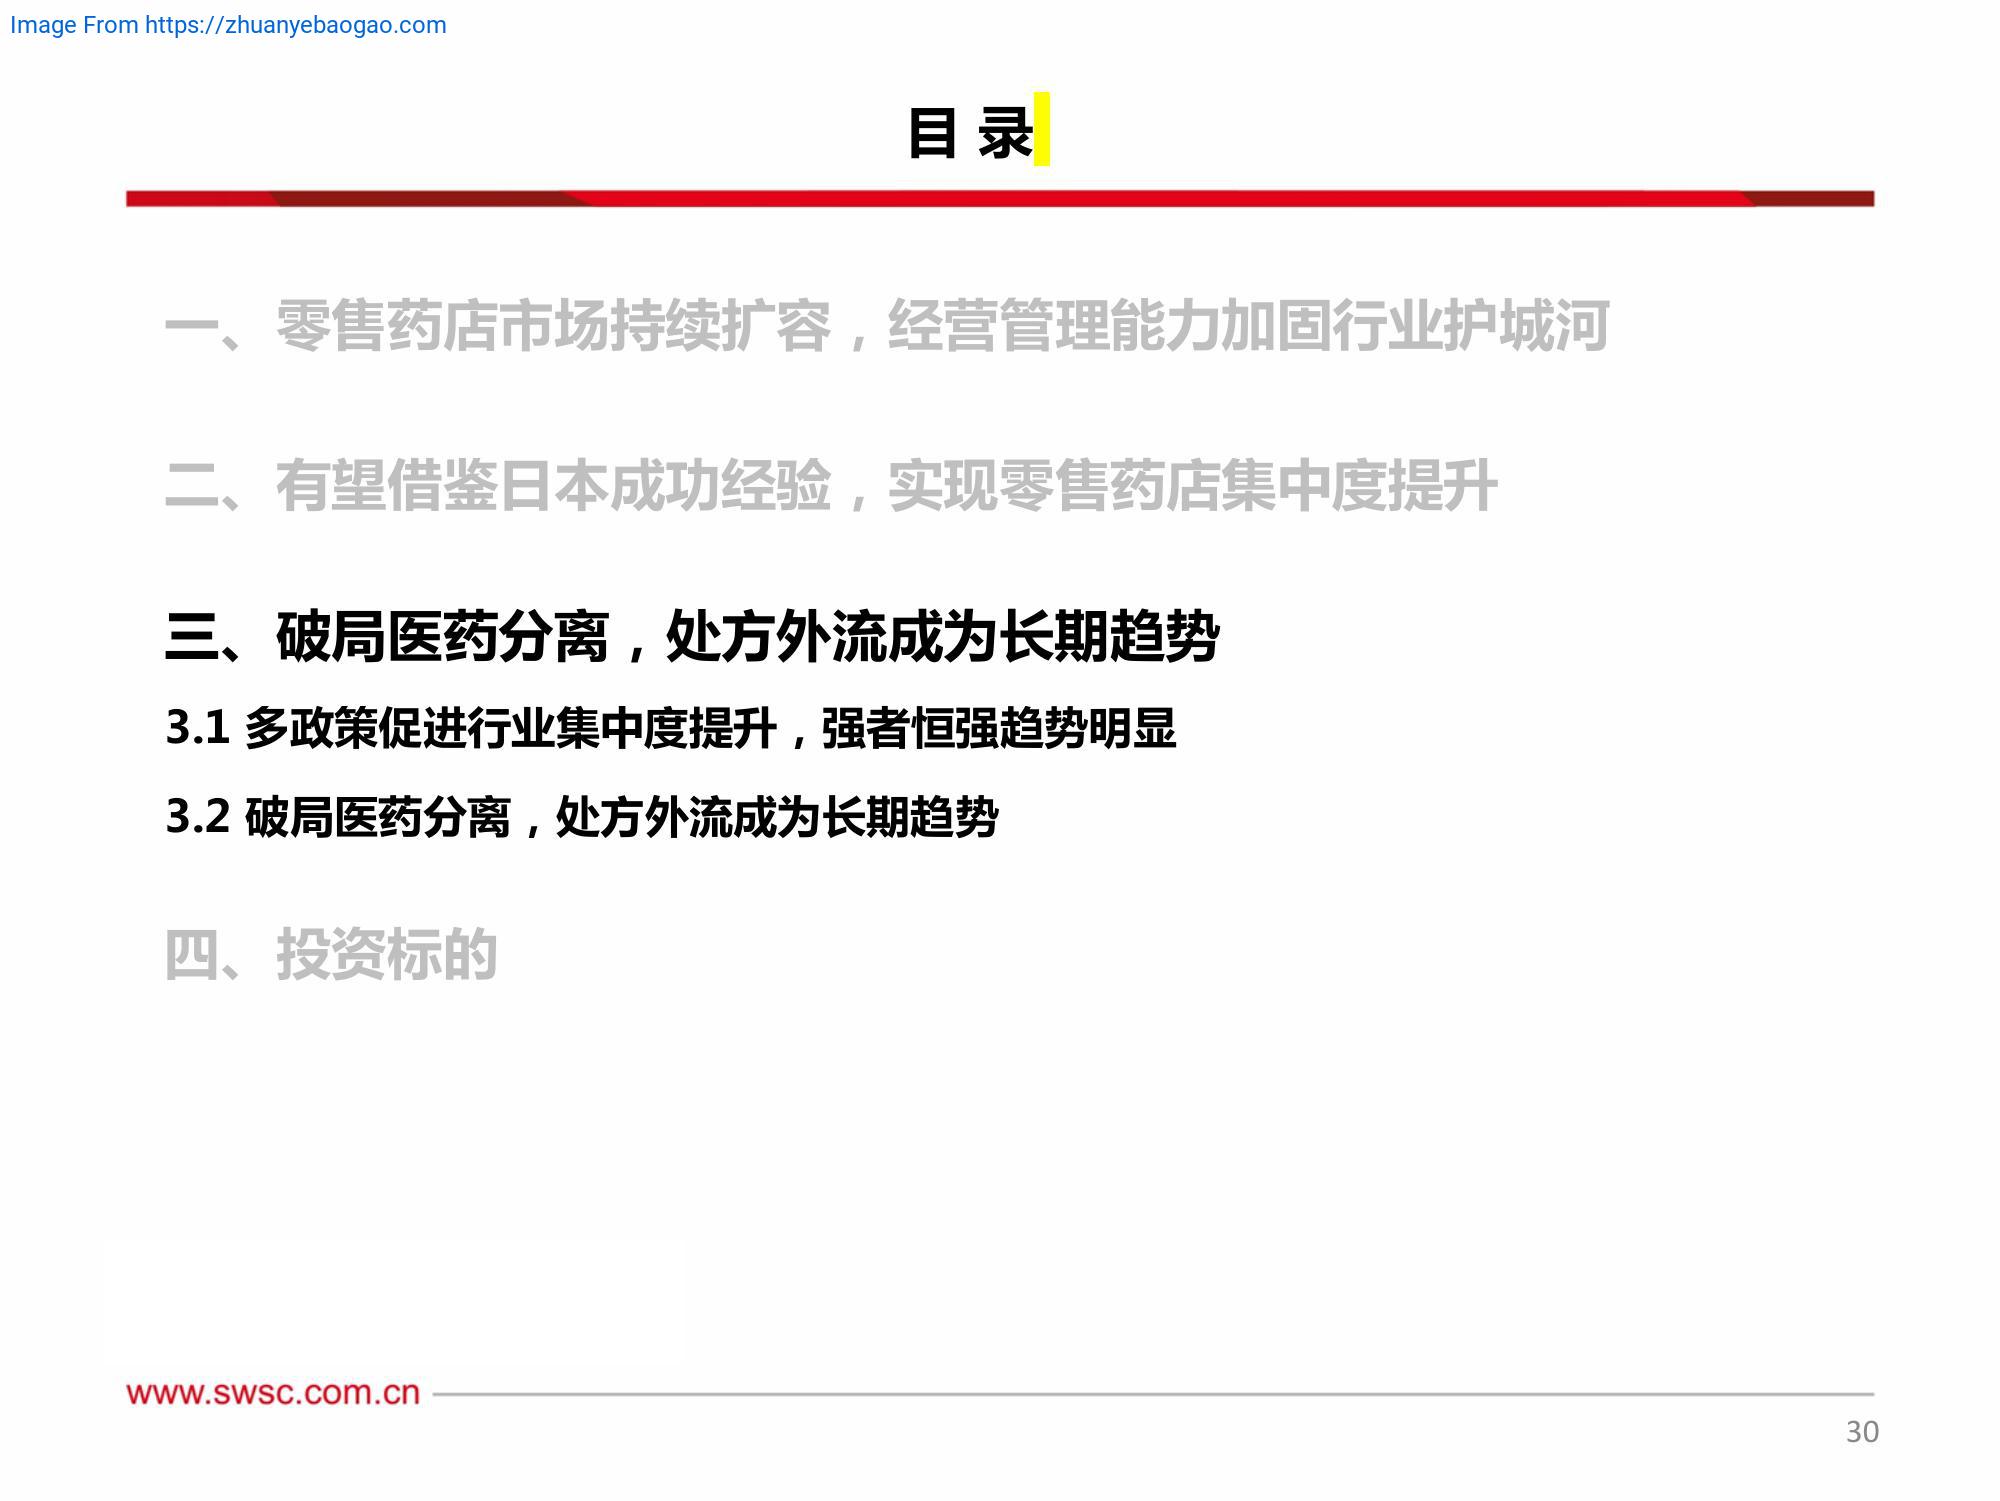 Image From https://zhuanyebaogao.com
目 录
一、零售药店市场持续扩容，经营管理能力加固行业护城河
二、有望借鉴日本成功经验，实现零售药店集中度提升
三、破局医药分离，处方外流成为长期趋势
3.1 多政策促进行业集中度提升，强者恒强趋势明显
3.2 破局医药分离，处方外流成为长期趋势
四、投资标的
www.swsc.com.cn
30